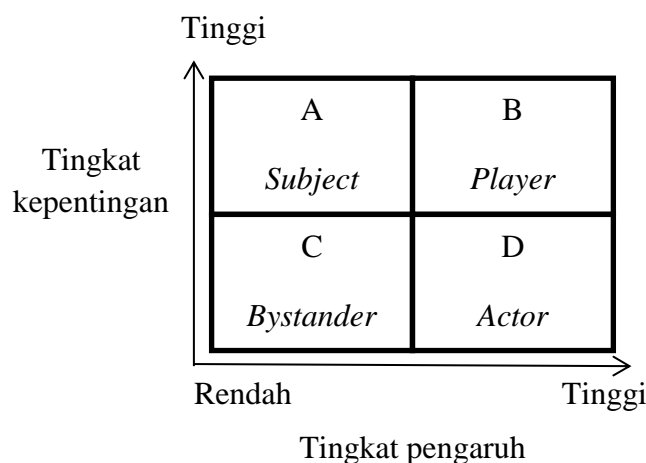 Tinggi
A
B
Tingkat
kepentingan
Subject
Player
C
D
Bystander
Actor
Rendah
Tinggi
Tingkat pengaruh